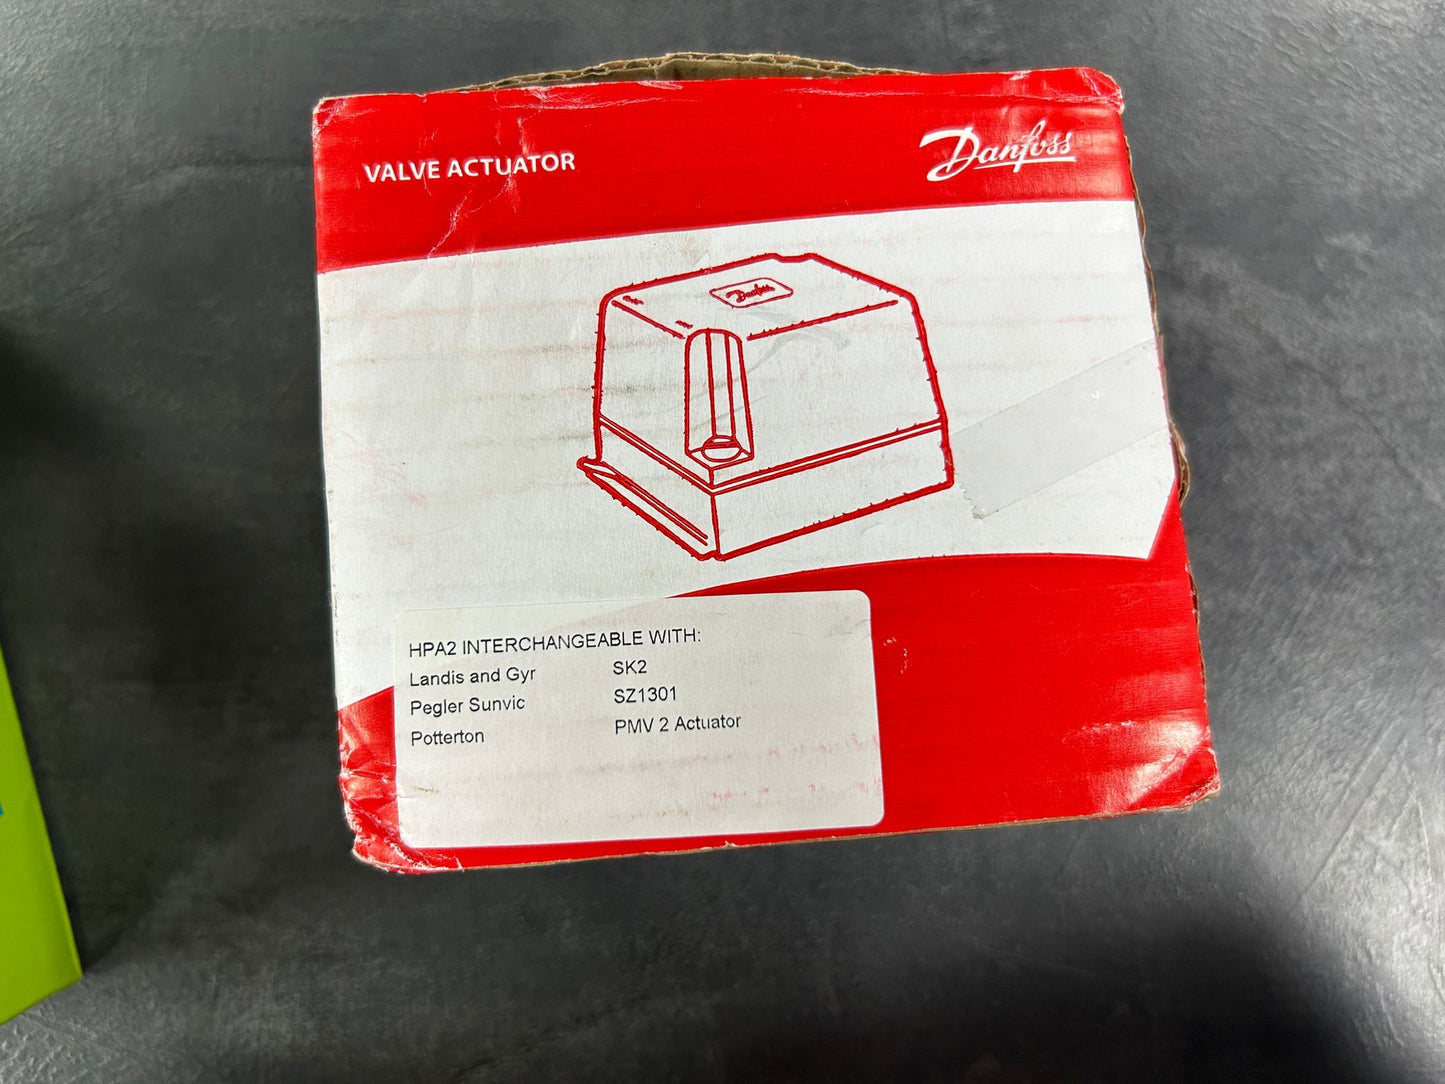 VALVE ACTUATOR
Danfoss
Danfoss
HPA2 INTERCHANGEABLE WITH:
Landis and Gyr SK2
Pegler Sunvic SZ1301
Potterton PMV 2 Actuator